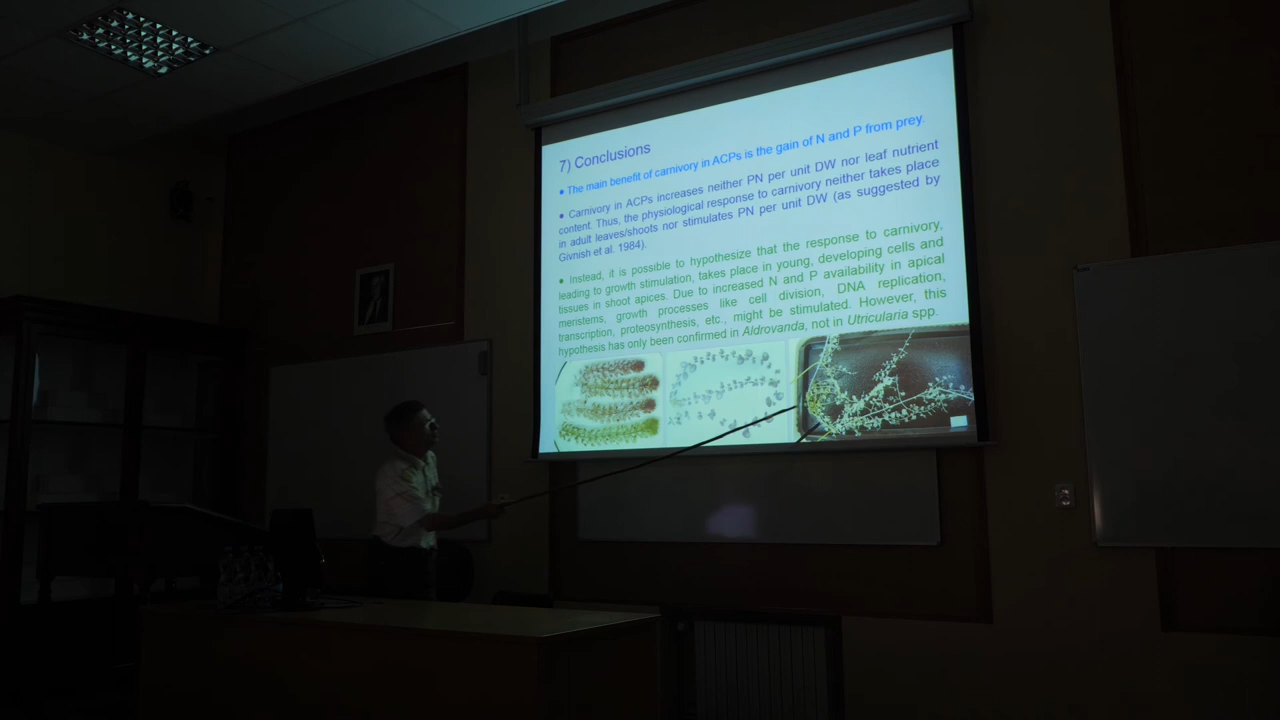 7) Conclusions
• The main benefit of carnivory in ACPs is the gain of N and P from prey.
• Carnivory in ACPs increases neither PN per unit DW nor leaf nutrient
content. Thus, the physiological response to carnivory neither takes place
in adult leaves/shoots nor stimulates PN per unit DW (as suggested by
Givnish et al. 1984).
• Instead, it is possible to hypothesize that the response to carnivory,
leading to growth stimulation, takes place in young, developing cells and
tissues in shoot apices. Due to increased N and P availability in apical
meristems, growth processes like cell division, DNA replication,
transcription, proteosynthesis, etc., might be stimulated. However, this
hypothesis has only been confirmed in Aldrovanda, not in Utricularia spp.